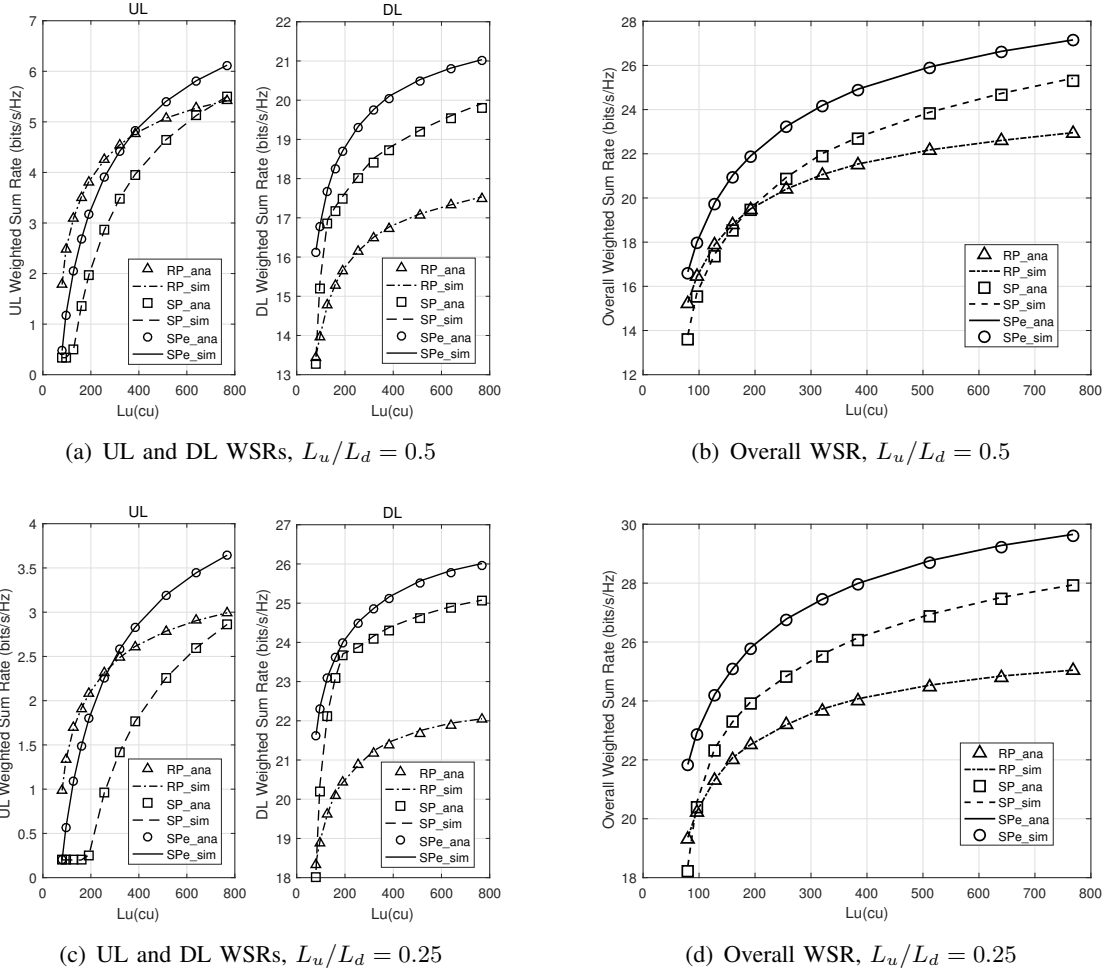 UL
UL Weighted Sum Rate (bits/s/Hz)
7
6
5
4
3
2
1
0
0 200 400 600 800
Lu(cu)
RP_ana
RP_sim
SP_ana
SP_sim
SPe_ana
SPe_sim
DL
DL Weighted Sum Rate (bits/s/Hz)
22
21
20
19
18
17
16
15
14
13
0 200 400 600 800
Lu(cu)
RP_ana
RP_sim
SP_ana
SP_sim
SPe_ana
SPe_sim
(a) UL and DL WSRs, L_u/L_d = 0.5
Overall Weighted Sum Rate (bits/s/Hz)
28
26
24
22
20
18
16
14
12
0 100 200 300 400 500 600 700 800
Lu(cu)
RP_ana
RP_sim
SP_ana
SP_sim
SPe_ana
SPe_sim
(b) Overall WSR, L_u/L_d = 0.5
UL
UL Weighted Sum Rate (bits/s/Hz)
4
3.5
3
2.5
2
1.5
1
0.5
0
0 200 400 600 800
Lu(cu)
RP_ana
RP_sim
SP_ana
SP_sim
SPe_ana
SPe_sim
DL
DL Weighted Sum Rate (bits/s/Hz)
27
26
25
24
23
22
21
20
19
18
0 200 400 600 800
Lu(cu)
RP_ana
RP_sim
SP_ana
SP_sim
SPe_ana
SPe_sim
(c) UL and DL WSRs, L_u/L_d = 0.25
Overall Weighted Sum Rate (bits/s/Hz)
30
28
26
24
22
20
18
0 100 200 300 400 500 600 700 800
Lu(cu)
RP_ana
RP_sim
SP_ana
SP_sim
SPe_ana
SPe_sim
(d) Overall WSR, L_u/L_d = 0.25